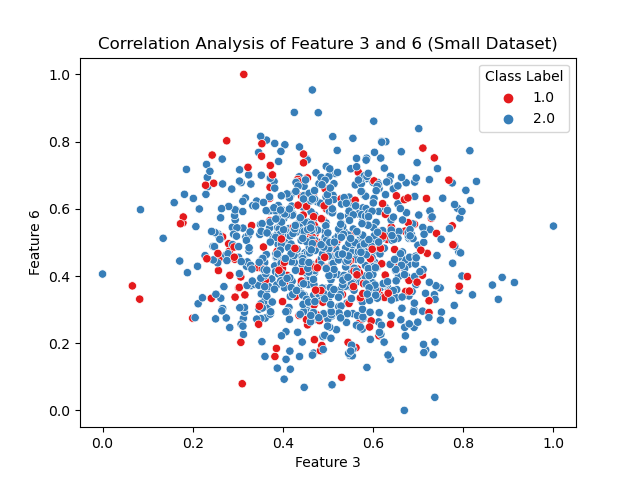 Correlation Analysis of Feature 3 and 6 (Small Dataset)
Class Label
1.0
2.0
1.0
0.8
0.6
0.4
0.2
0.0
Feature 6
0.0 0.2 0.4 0.6 0.8 1.0
Feature 3